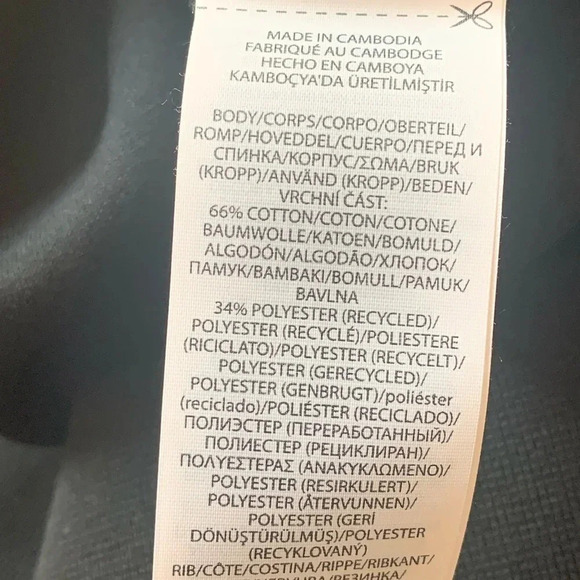 MADE IN CAMBODIA
FABRIQUÉ AU CAMBODGE
HECHO EN CAMBOYA
KAMBOÇYA'DA ÜRETİLMİŞTİR
BODY/CORPS/CORPO/OBERTEIL/
ROMP/HOVEDDEL/CUERPO/ПЕРЕД И
СПИНКА/КОРПУС/ΣΩΜΑ/BRUK
(KROPP)/ANVÄND (KROPP)/BEDEN/
VRCHNÍ ČÁST:
66% COTTON/COTON/COTONE/
BAUMWOLLE/KATOEN/BOMULD/
ALGODÓN/ALGODÃO/ХЛОПОК/
ПАМУК/ΒΑΜΒΑΚΙ/BOMULL/PAMUK/
BAVLNA
34% POLYESTER (RECYCLED)/
POLYESTER (RECYCLÉ)/POLIESTERE
(RICICLATO)/POLYESTER (RECYCELT)/
POLYESTER (GERECYCLED)/
POLYESTER (GENBRUGT)/poliéster
(reciclado)/POLIÉSTER (RECICLADO)/
ПОЛИЭСТЕР (ПЕРЕРАБОТАННЫЙ)/
ПОЛИЕСТЕР (РЕЦИКЛИРАН)/
ΠΟΛΥΕΣΤΕΡΑΣ (ΑΝΑΚΥΚΛΩΜΕΝΟ)/
POLYESTER (RESIRKULERT)/
POLYESTER (ÅTERVUNNEN)/
POLYESTER (GERİ
DÖNÜŞTÜRÜLMÜŞ)/POLYESTER
(RECYKLOVANÝ)
RIB/CÔTE/COSTINA/RIPPE/RIBKANT/